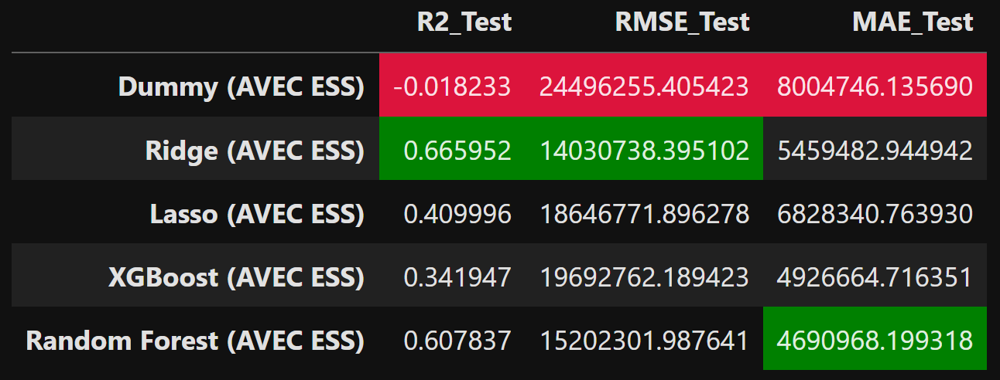 R2_Test RMSE_Test MAE_Test
Dummy (AVEC ESS) -0.018233 24496255.405423 8004746.135690
Ridge (AVEC ESS) 0.665952 14030738.395102 5459482.944942
Lasso (AVEC ESS) 0.409996 18646771.896278 6828340.763930
XGBoost (AVEC ESS) 0.341947 19692762.189423 4926664.716351
Random Forest (AVEC ESS) 0.607837 15202301.987641 4690968.199318